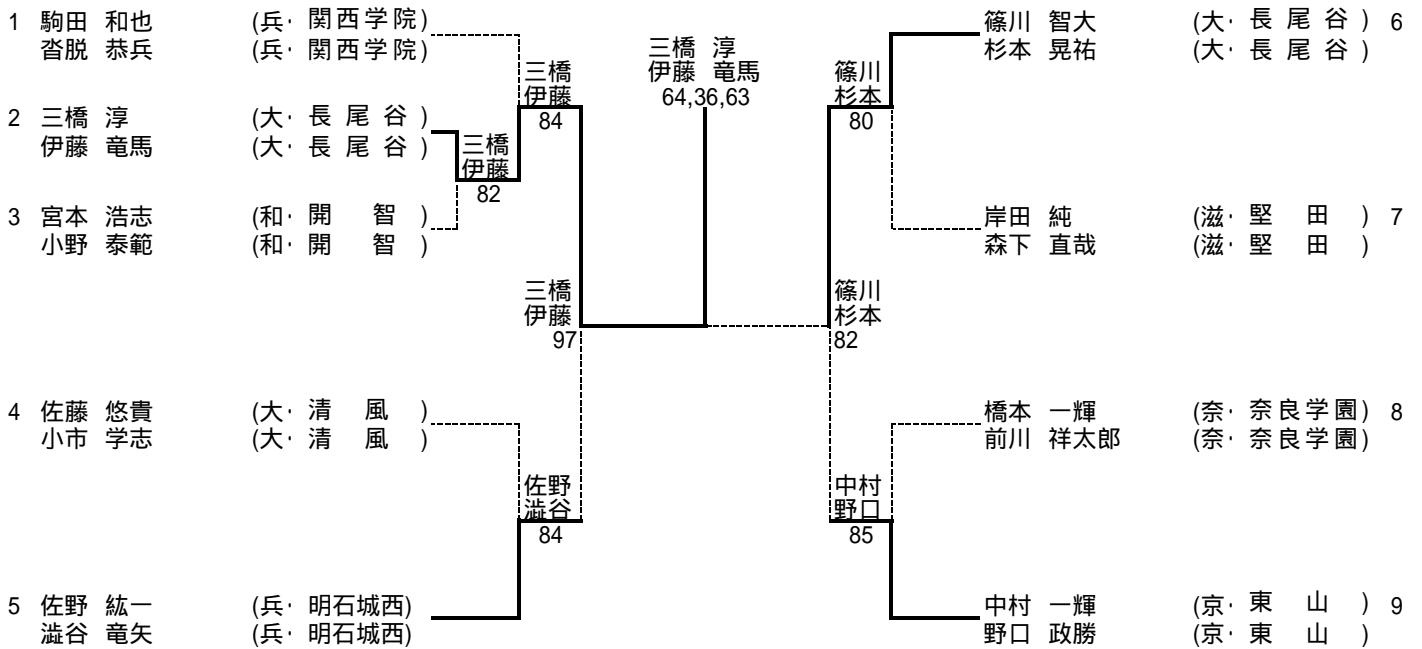 1 駒田 和也 (兵・関西学院)
沓脱 恭兵 (兵・関西学院)
2 三橋 淳 (大・長尾谷)
伊藤 竜馬 (大・長尾谷)
3 宮本 浩志 (和・開智)
小野 泰範 (和・開智)
4 佐藤 悠貴 (大・清風)
小市 学志 (大・清風)
5 佐野 紘一 (兵・明石城西)
澁谷 竜矢 (兵・明石城西)
三橋
伊藤
82
三橋
伊藤
84
三橋
伊藤
97
佐野
澁谷
84
三橋 淳
伊藤 竜馬
64,36,63
篠川
杉本
80
篠川
杉本
82
中村
野口
85
篠川 智大 (大・長尾谷) 6
杉本 晃祐 (大・長尾谷)
岸田 純 (滋・堅田) 7
森下 直哉 (滋・堅田)
橋本 一輝 (奈・奈良学園) 8
前川 祥太郎 (奈・奈良学園)
中村 一輝 (京・東山) 9
野口 政勝 (京・東山)